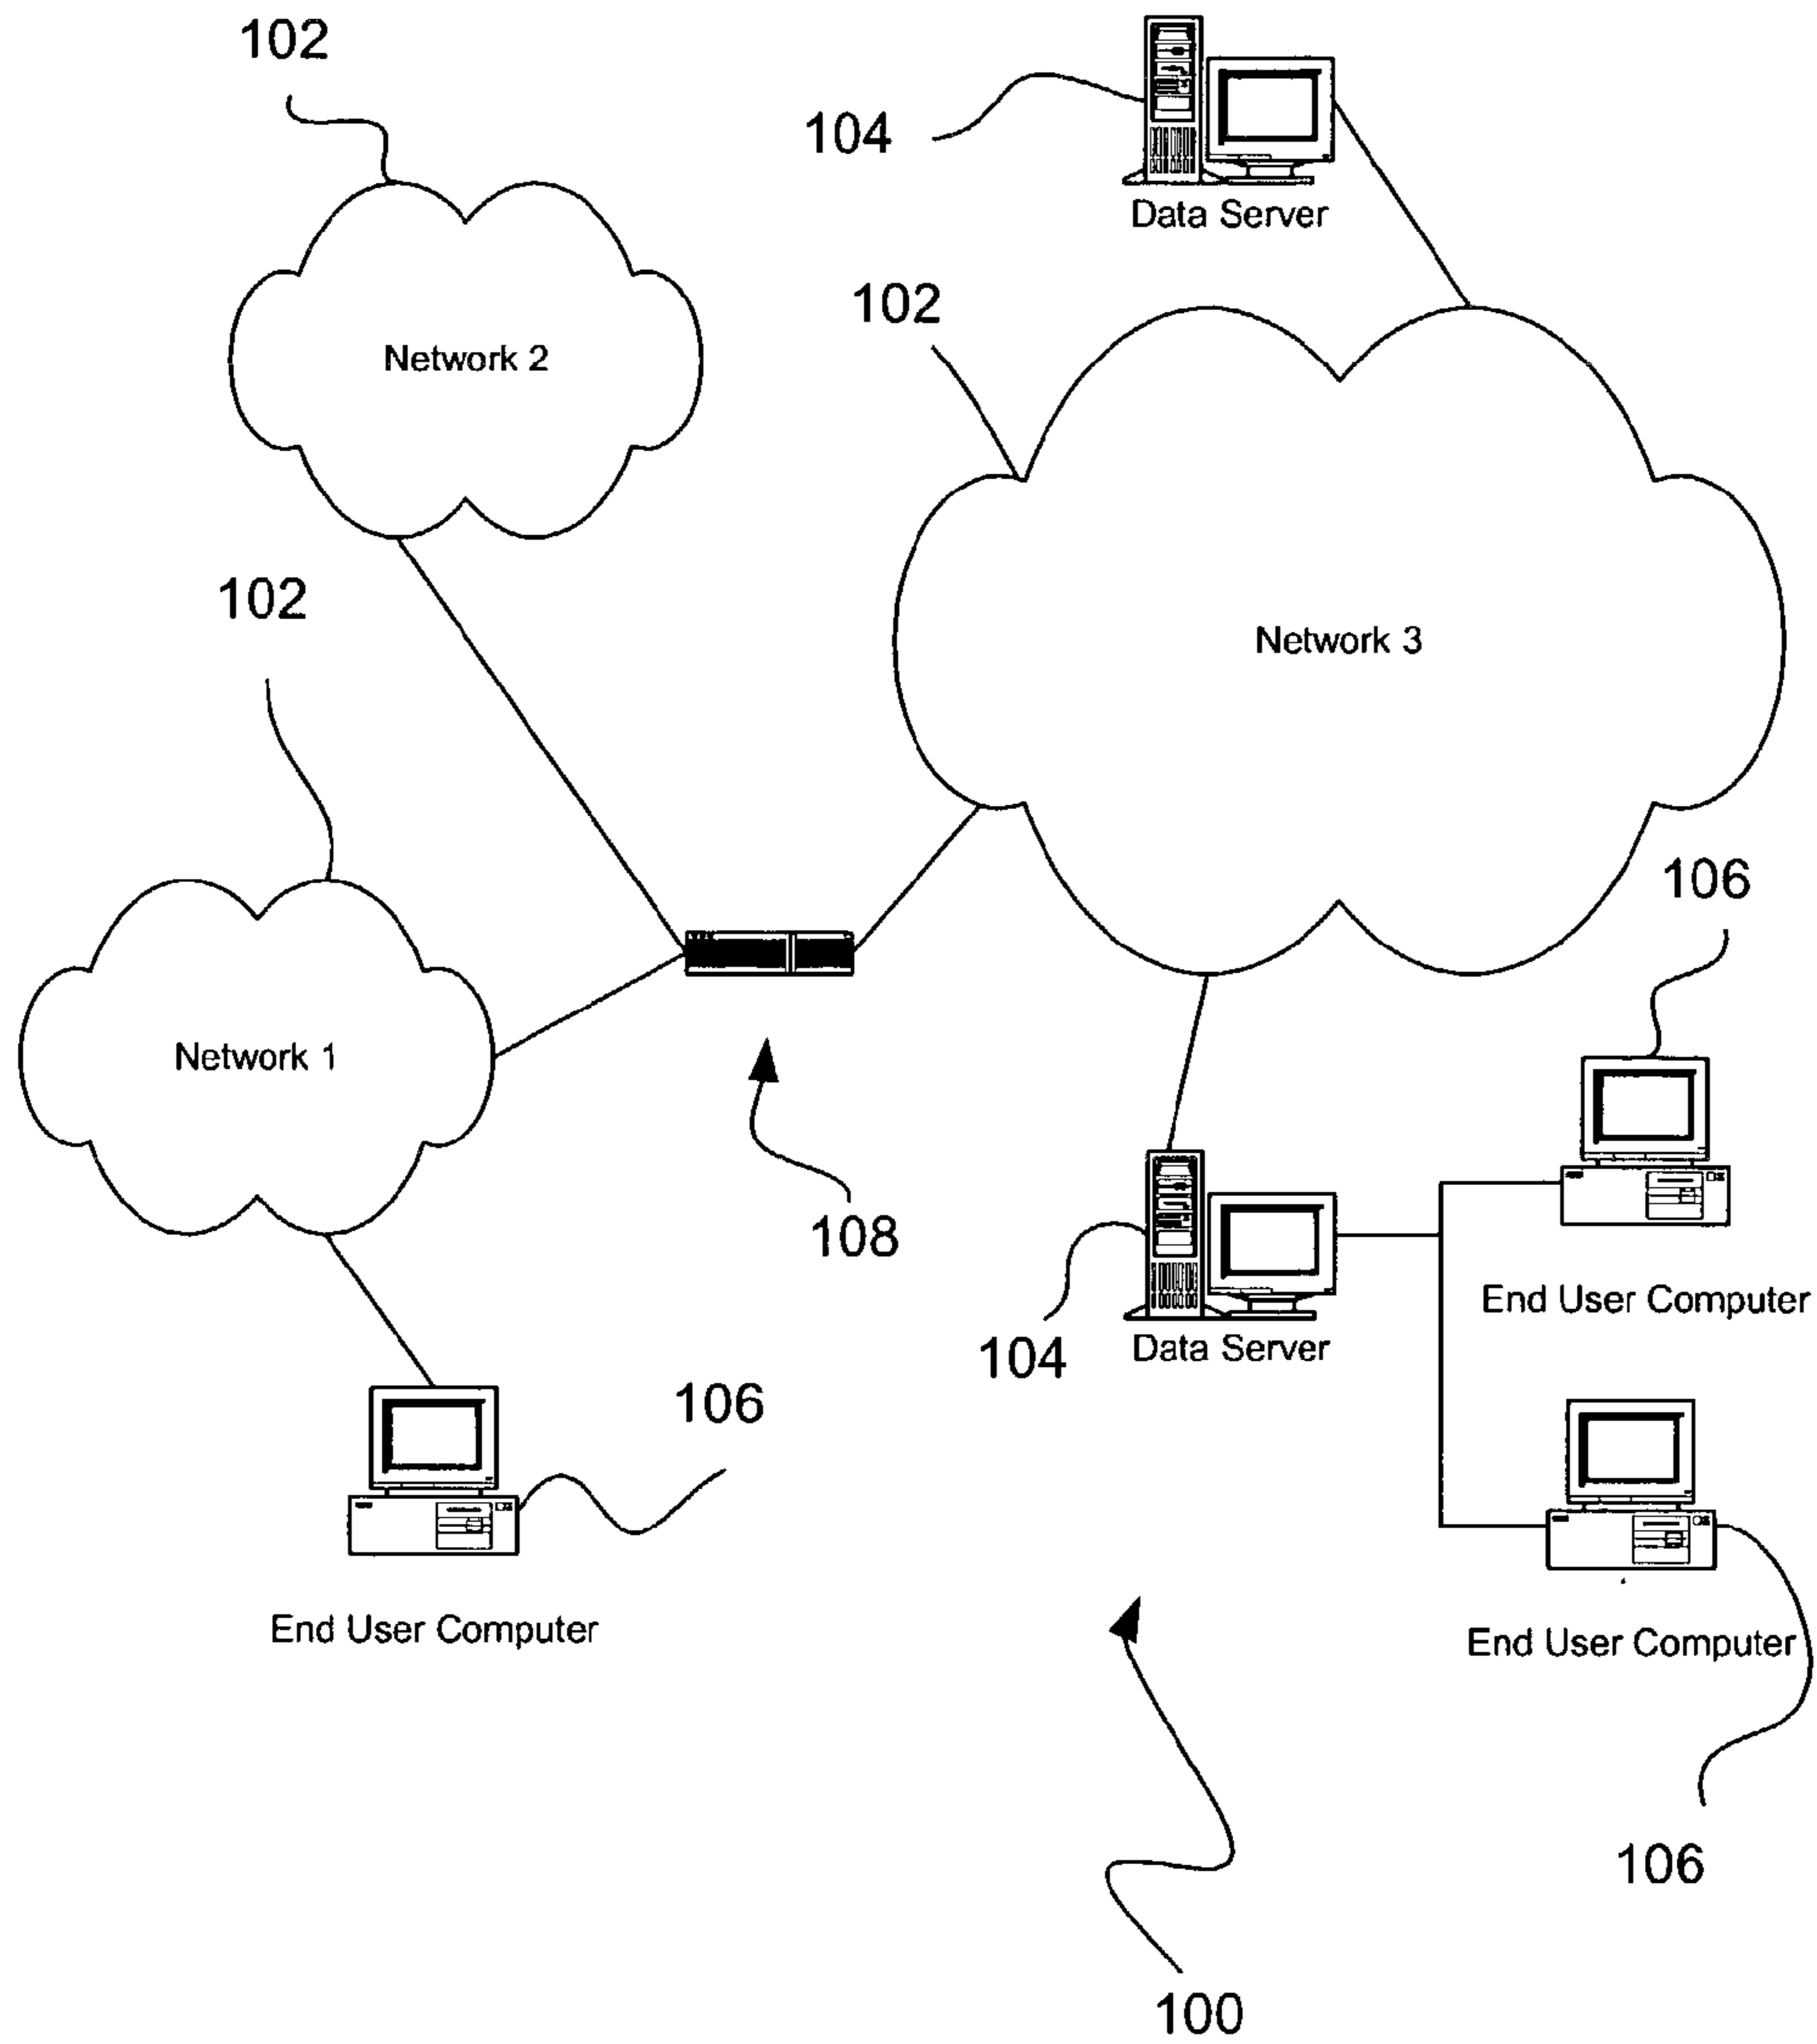 102
104
Data Server
102
Network 2
102
Network 3
106
Network 1
108
End User Computer
104
Data Server
106
End User Computer
End User Computer
106
100